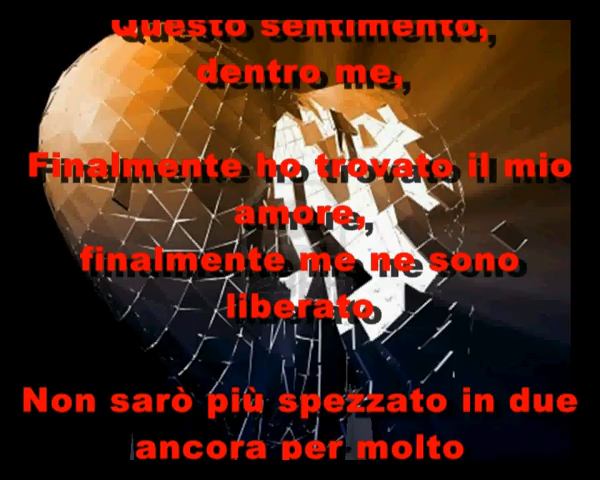 Questo sentimento,
dentro me,
Finalmente ho trovato il mio
amore,
finalmente me ne sono
liberato
Non sarò più spezzato in due
ancora per molto